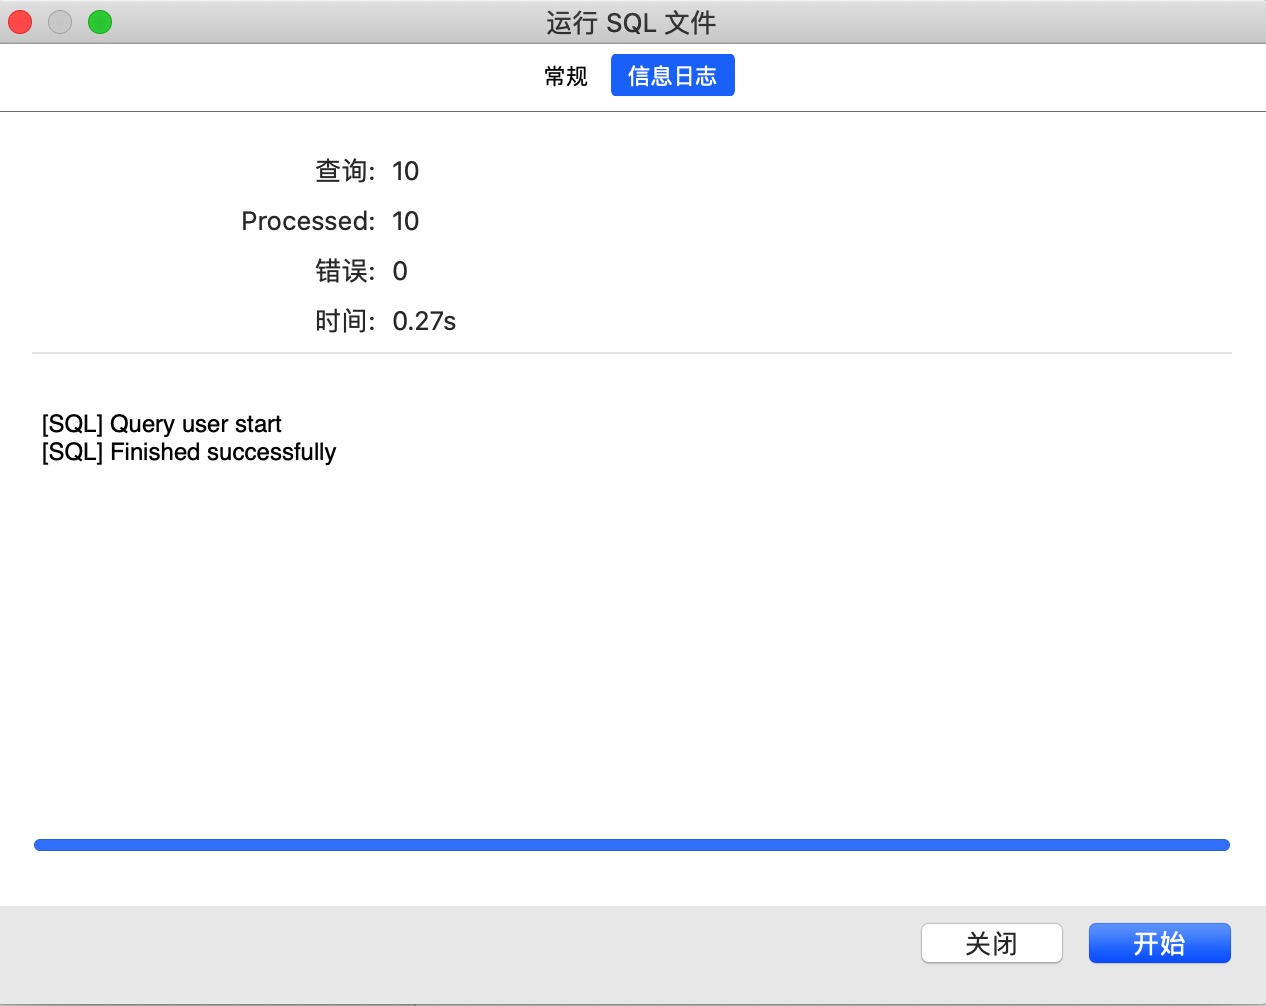 运行 SQL 文件
常规 信息日志
查询: 10
Processed: 10
错误: 0
时间: 0.27s
[SQL] Query user start
[SQL] Finished successfully
关闭 开始